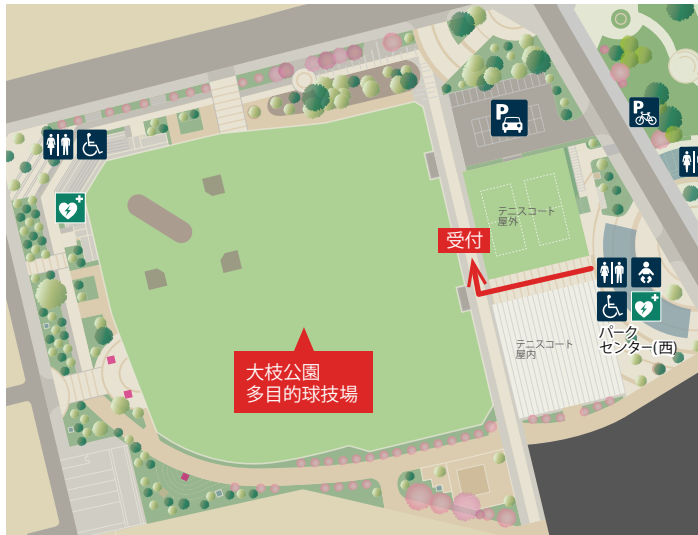 P
P
テニスコート
屋外
受付
テニスコート
屋内
パーク
センター(西)
大枝公園
多目的球技場